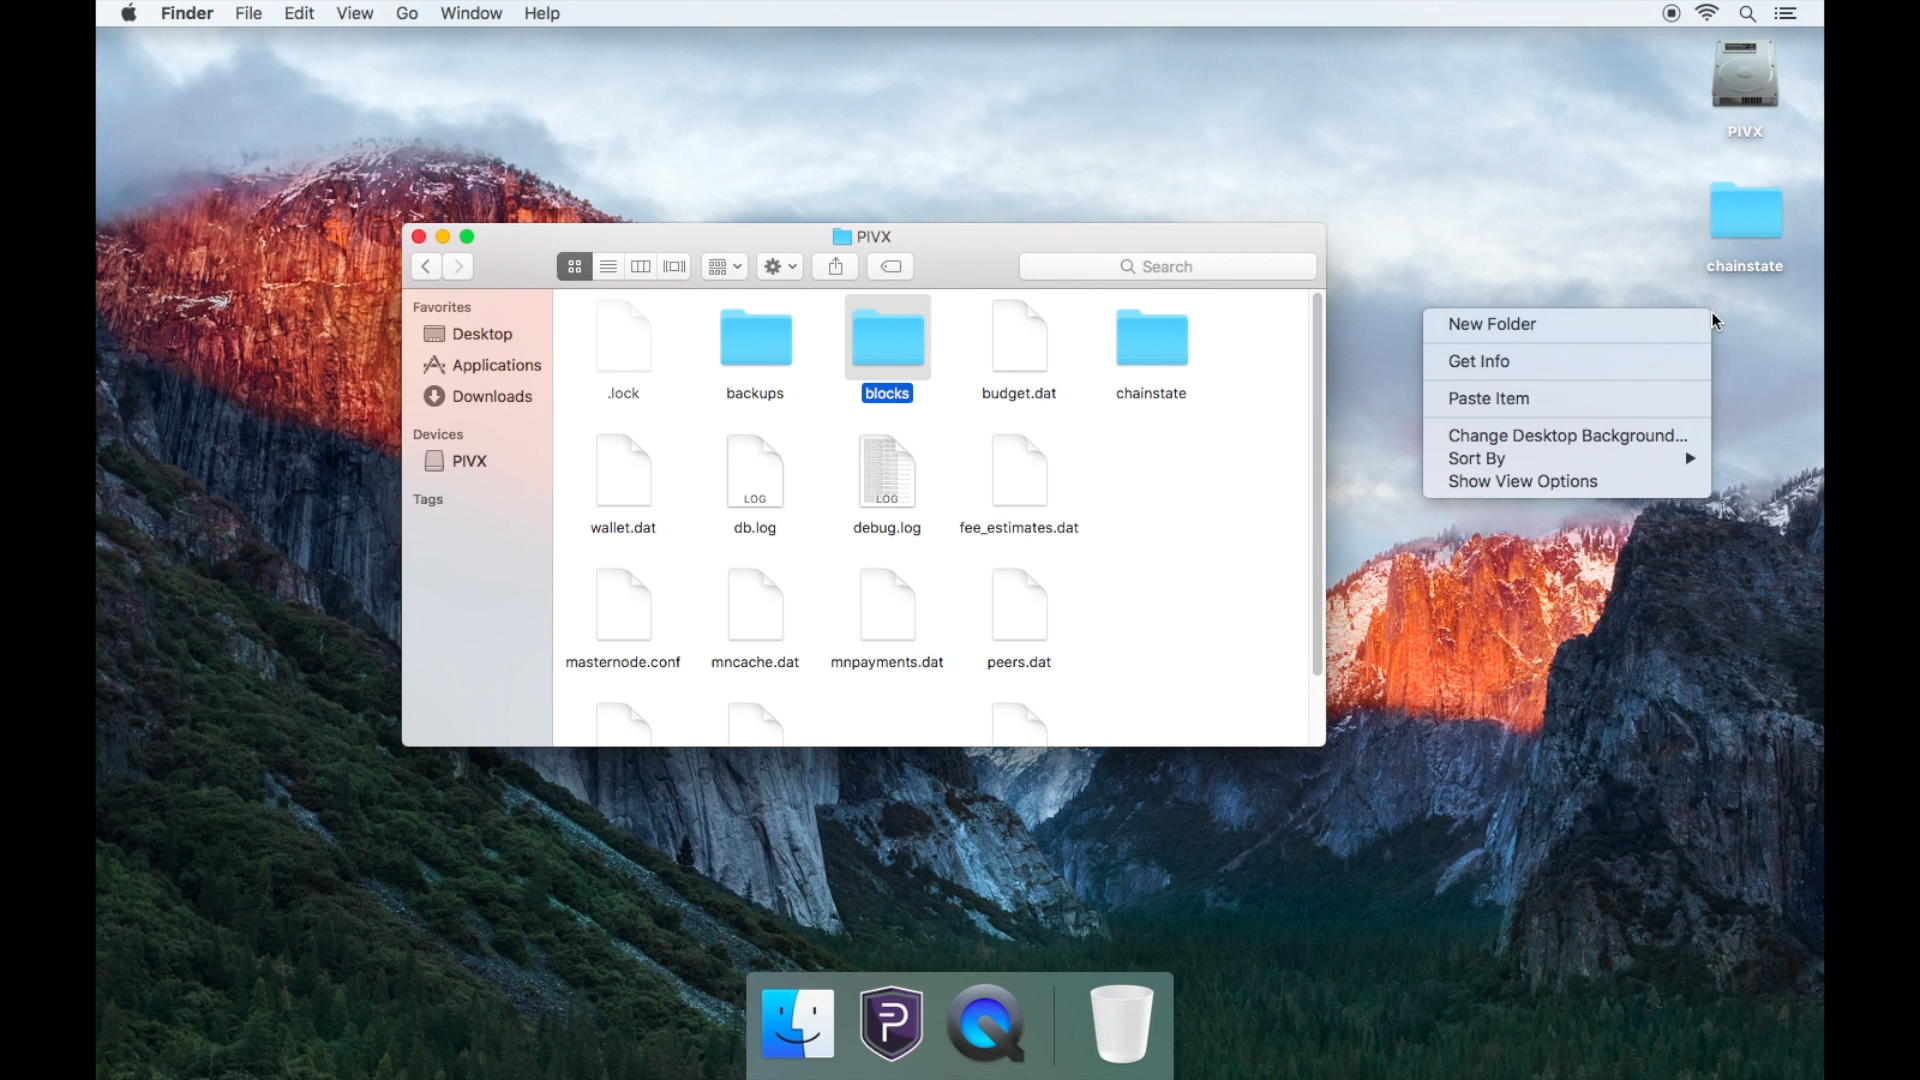 Finder File Edit View Go Window Help
PIVX
chainstate
PIVX
Search
Favorites
Desktop
Applications
Downloads
Devices
PIVX
Tags
.lock backups blocks budget.dat chainstate
LOG LOG
wallet.dat db.log debug.log fee_estimates.dat
masternode.conf mncache.dat mnpayments.dat peers.dat
New Folder
Get Info
Paste Item
Change Desktop Background...
Sort By
Show View Options